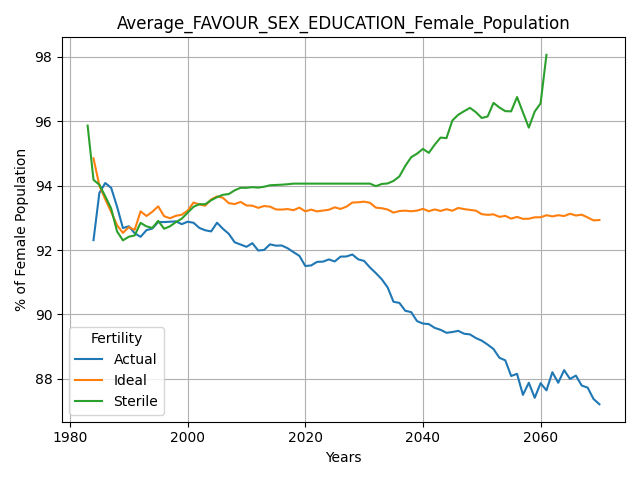 Average_FAVOUR_SEX_EDUCATION_Female_Population
% of Female Population
98
96
94
92
90
88
Fertility
Actual
Ideal
Sterile
1980
2000
2020
2040
2060
Years